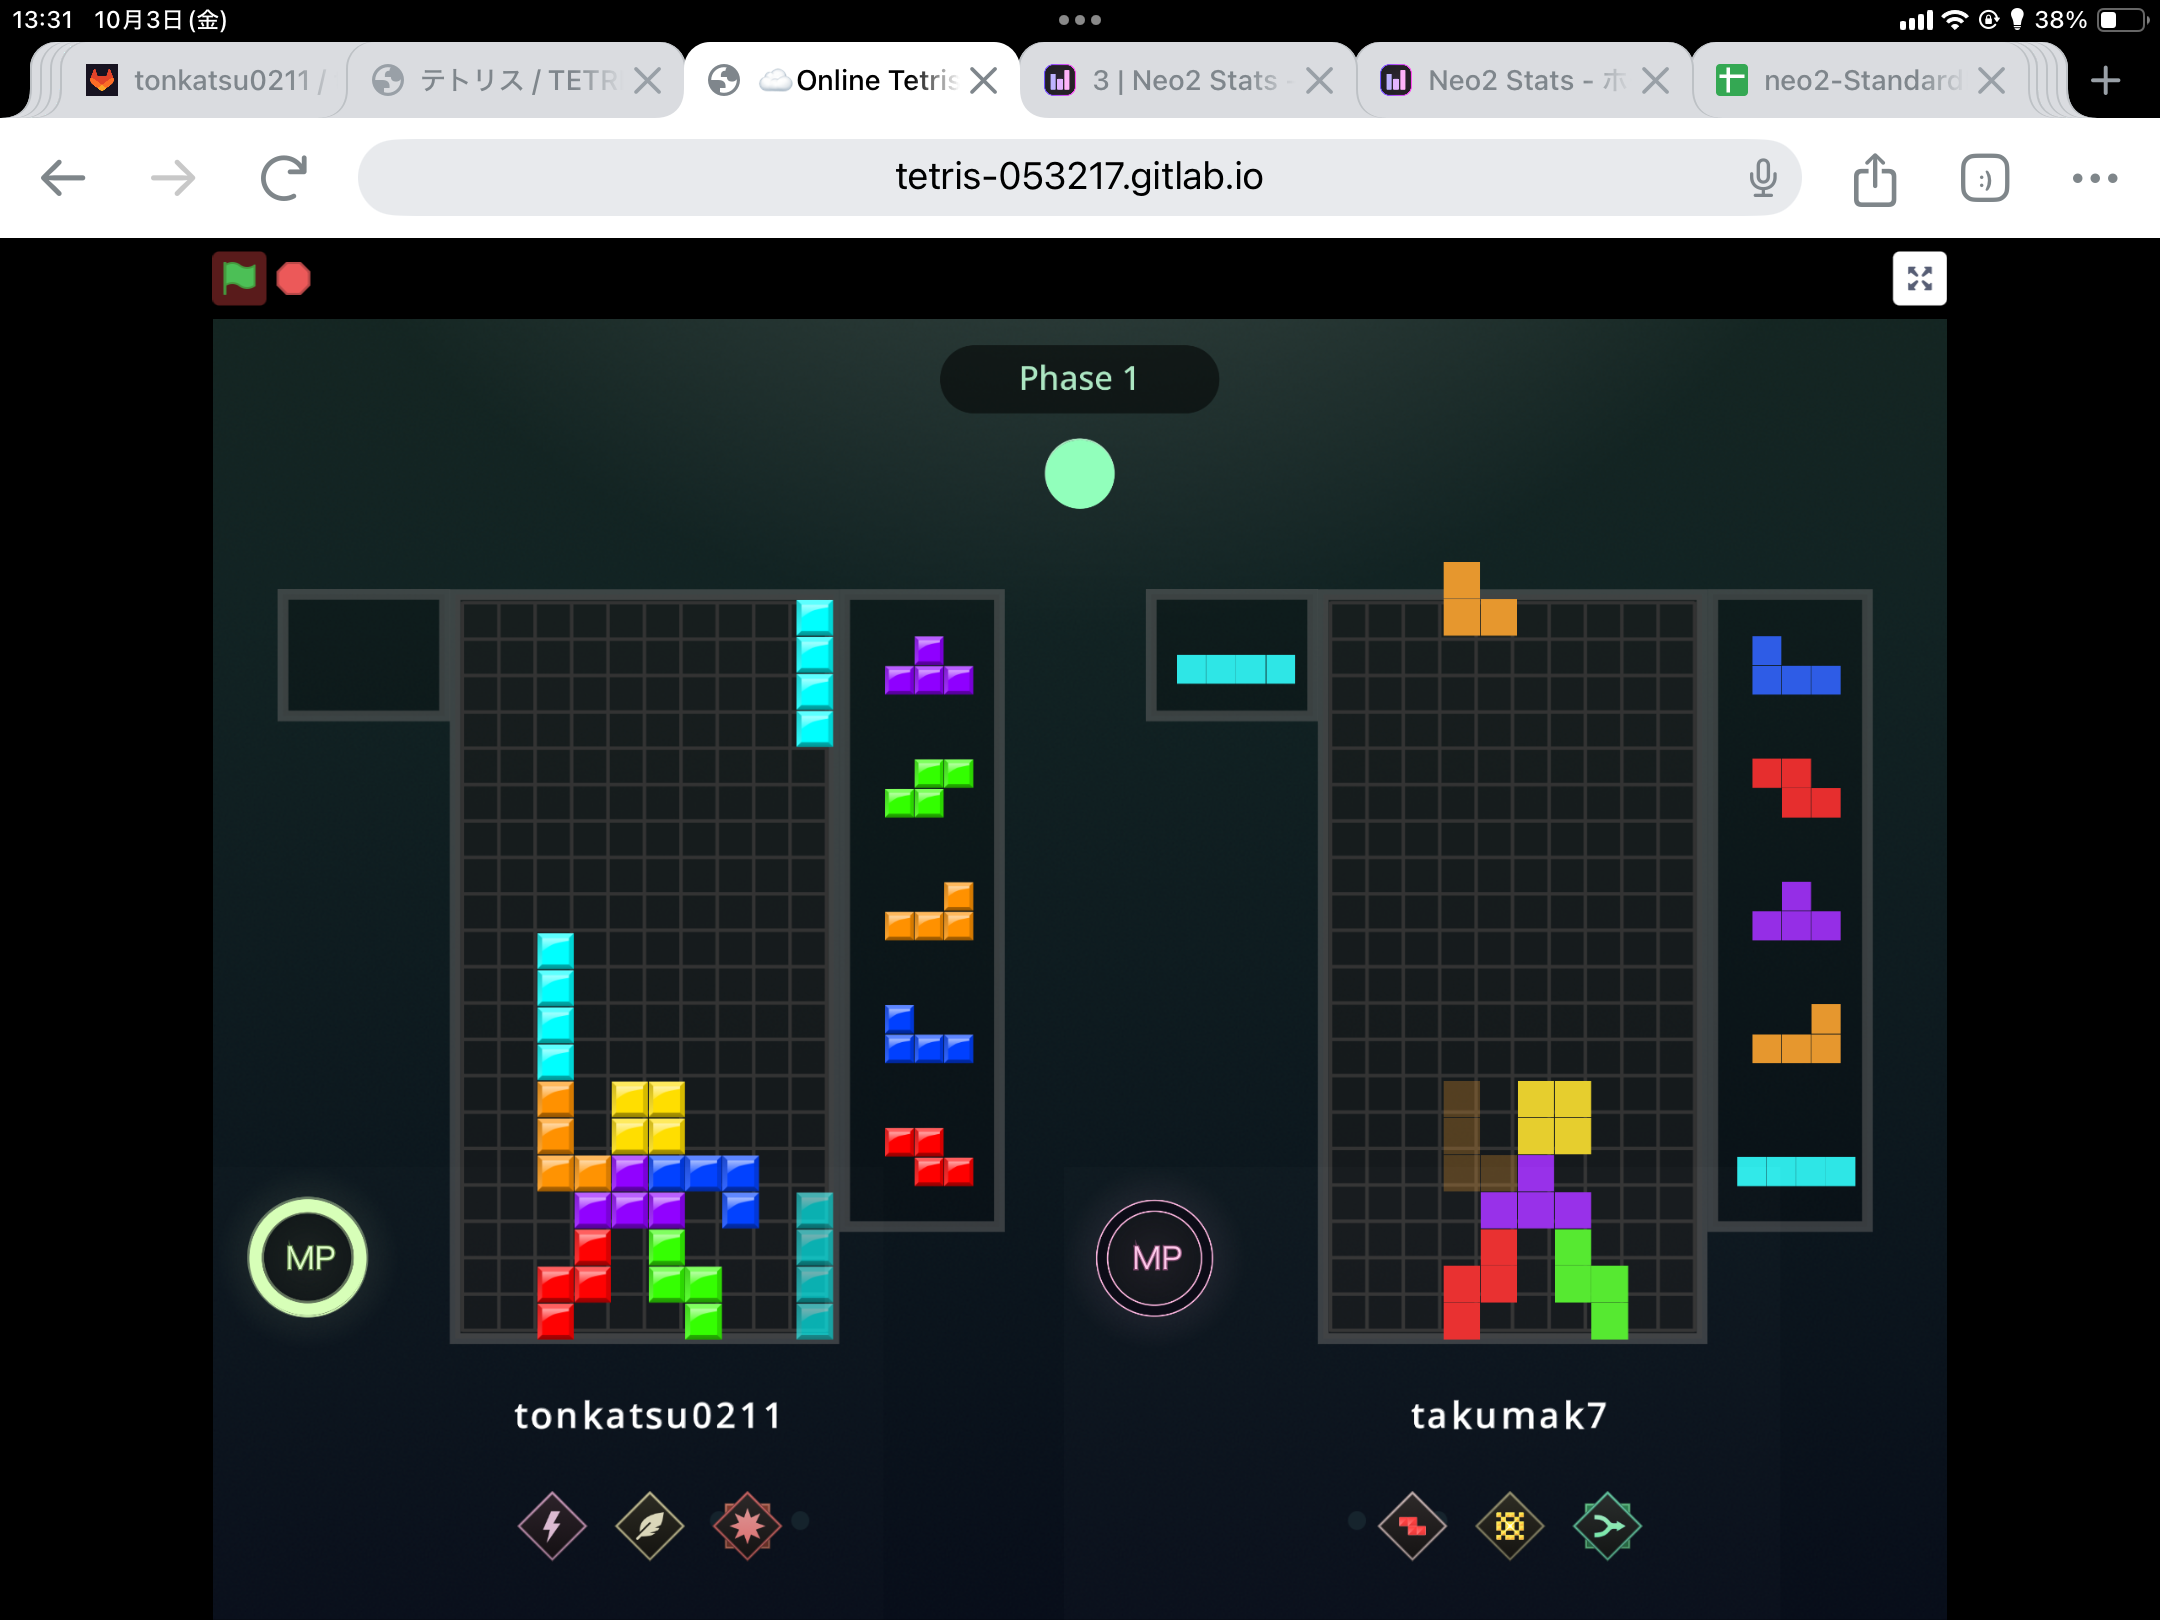 13:31 10月3日(金)
38%
tonkatsu0211 /
テトリス / TETR
☁️Online Tetris
3 | Neo2 Stats -
Neo2 Stats - ホ
neo2-Standard
tetris-053217.gitlab.io
:)
Phase 1
MP
MP
tonkatsu0211
takumak7